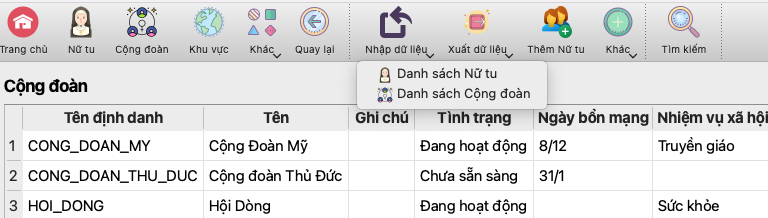 Trang chủ Nữ tu Cộng đoàn Khu vực Khác Quay lại Nhập dữ liệu Xuất dữ liệu Thêm Nữ tu Khác Tìm kiếm
Danh sách Nữ tu
Danh sách Cộng đoàn
Cộng đoàn
Tên định danh Tên Ghi chú Tình trạng Ngày bổn mạng Nhiệm vụ xã hội
1 CONG_DOAN_MY Cộng Đoàn Mỹ Đang hoạt động 8/12 Truyền giáo
2 CONG_DOAN_THU_DUC Cộng đoàn Thủ Đức Chưa sẵn sàng 31/1
3 HOI_DONG Hội Dòng Đang hoạt động Sức khỏe